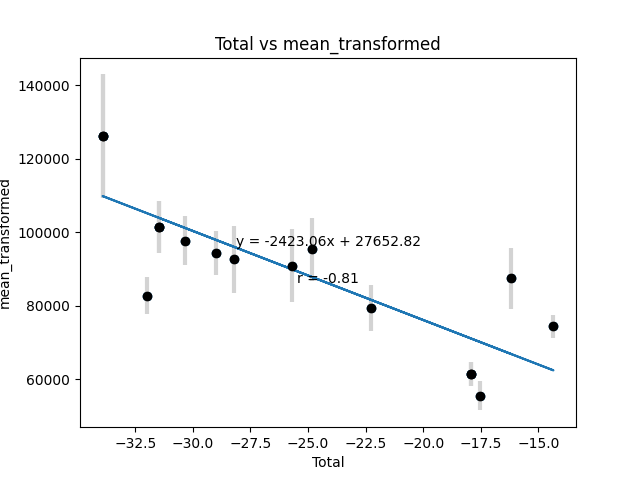 Total vs mean_transformed
mean_transformed
140000
120000
100000
80000
60000
y = -2423.06x + 27652.82
r = -0.81
−32.5 −30.0 −27.5 −25.0 −22.5 −20.0 −17.5 −15.0
Total